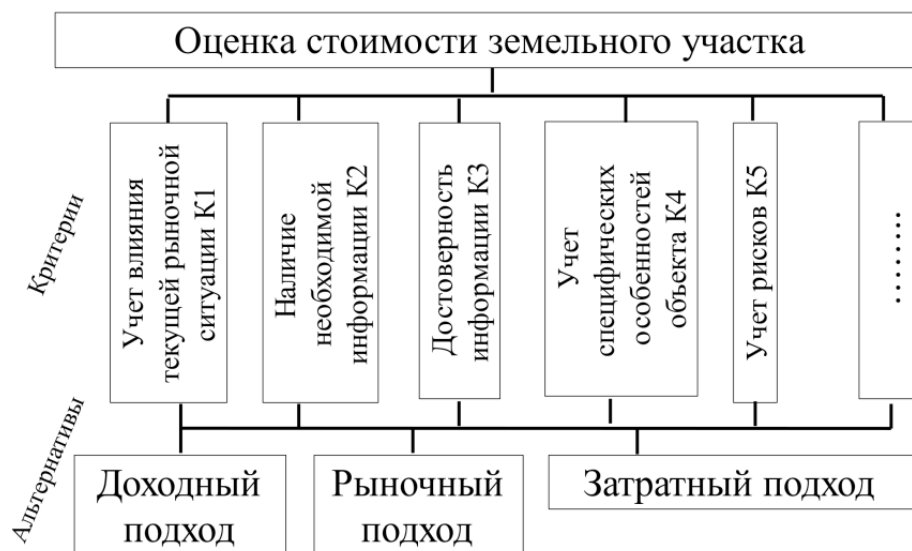 Оценка стоимости земельного участка
Критерии
Учет влияния
текущей рыночной
ситуации К1
Наличие
необходимой
информации К2
Достоверность
информации К3
Учет
специфических
особенностей
объекта К4
Учет рисков К5
........
Альтернативы
Доходный
подход
Рыночный
подход
Затратный подход